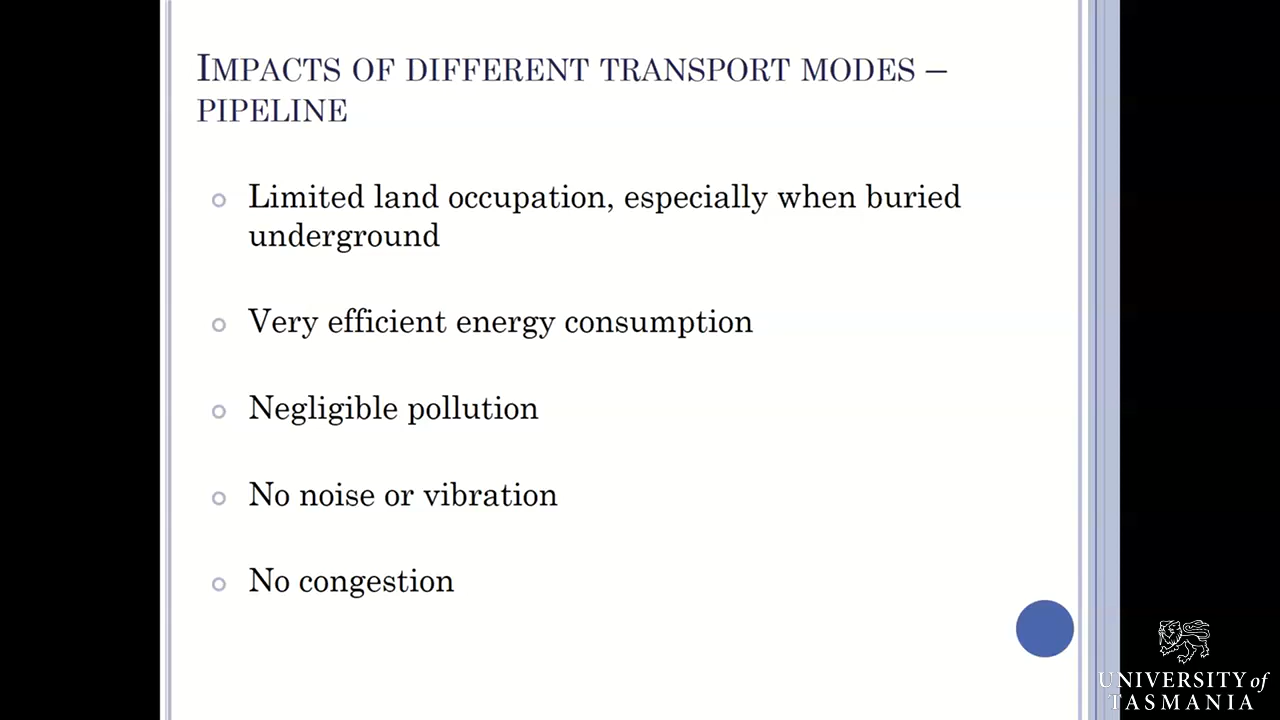 IMPACTS OF DIFFERENT TRANSPORT MODES –
PIPELINE
Limited land occupation, especially when buried
underground
Very efficient energy consumption
Negligible pollution
No noise or vibration
No congestion
UNIVERSITY of
TASMANIA